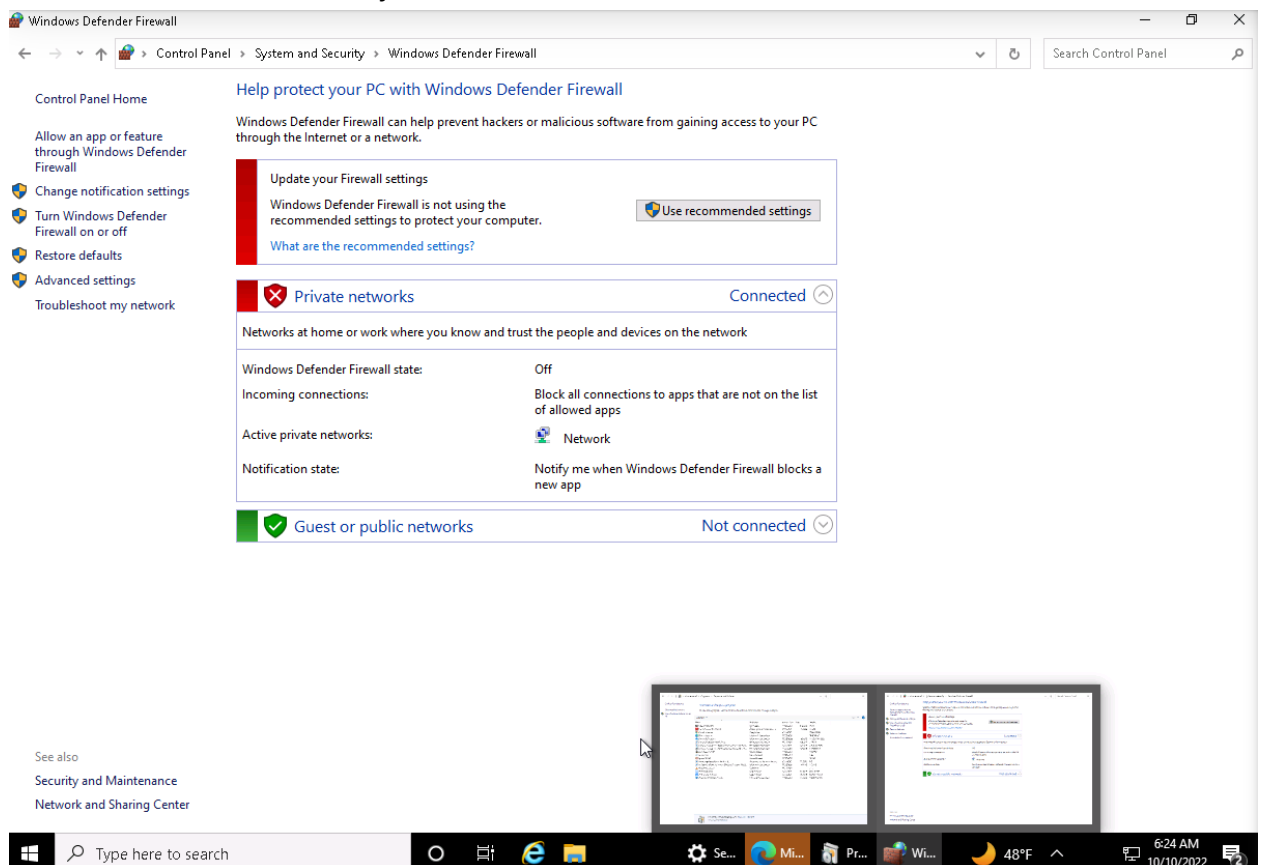 Windows Defender Firewall
Control Panel > System and Security > Windows Defender Firewall
Search Control Panel
Control Panel Home
Allow an app or feature
through Windows Defender
Firewall
Change notification settings
Turn Windows Defender
Firewall on or off
Restore defaults
Advanced settings
Troubleshoot my network
Help protect your PC with Windows Defender Firewall
Windows Defender Firewall can help prevent hackers or malicious software from gaining access to your PC
through the Internet or a network.
Update your Firewall settings
Windows Defender Firewall is not using the
recommended settings to protect your computer.
Use recommended settings
What are the recommended settings?
Private networks Connected
Networks at home or work where you know and trust the people and devices on the network
Windows Defender Firewall state: Off
Incoming connections: Block all connections to apps that are not on the list
of allowed apps
Active private networks: Network
Notification state: Notify me when Windows Defender Firewall blocks a
new app
Guest or public networks Not connected
See also
Security and Maintenance
Network and Sharing Center
Type here to search
Se...
Mi...
Pr...
Wi...
48°F
6:24 AM
10/10/2022
2